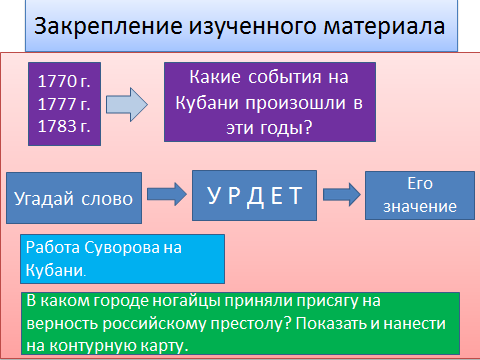 Закрепление изученного материала
1770 г.
1777 г.
1783 г.
Какие события на
Кубани произошли в
эти годы?
Угадай слово
У Р Д Е Т
Его
значение
Работа Суворова на
Кубани.
В каком городе ногайцы приняли присягу на
верность российскому престолу? Показать и нанести
на контурную карту.